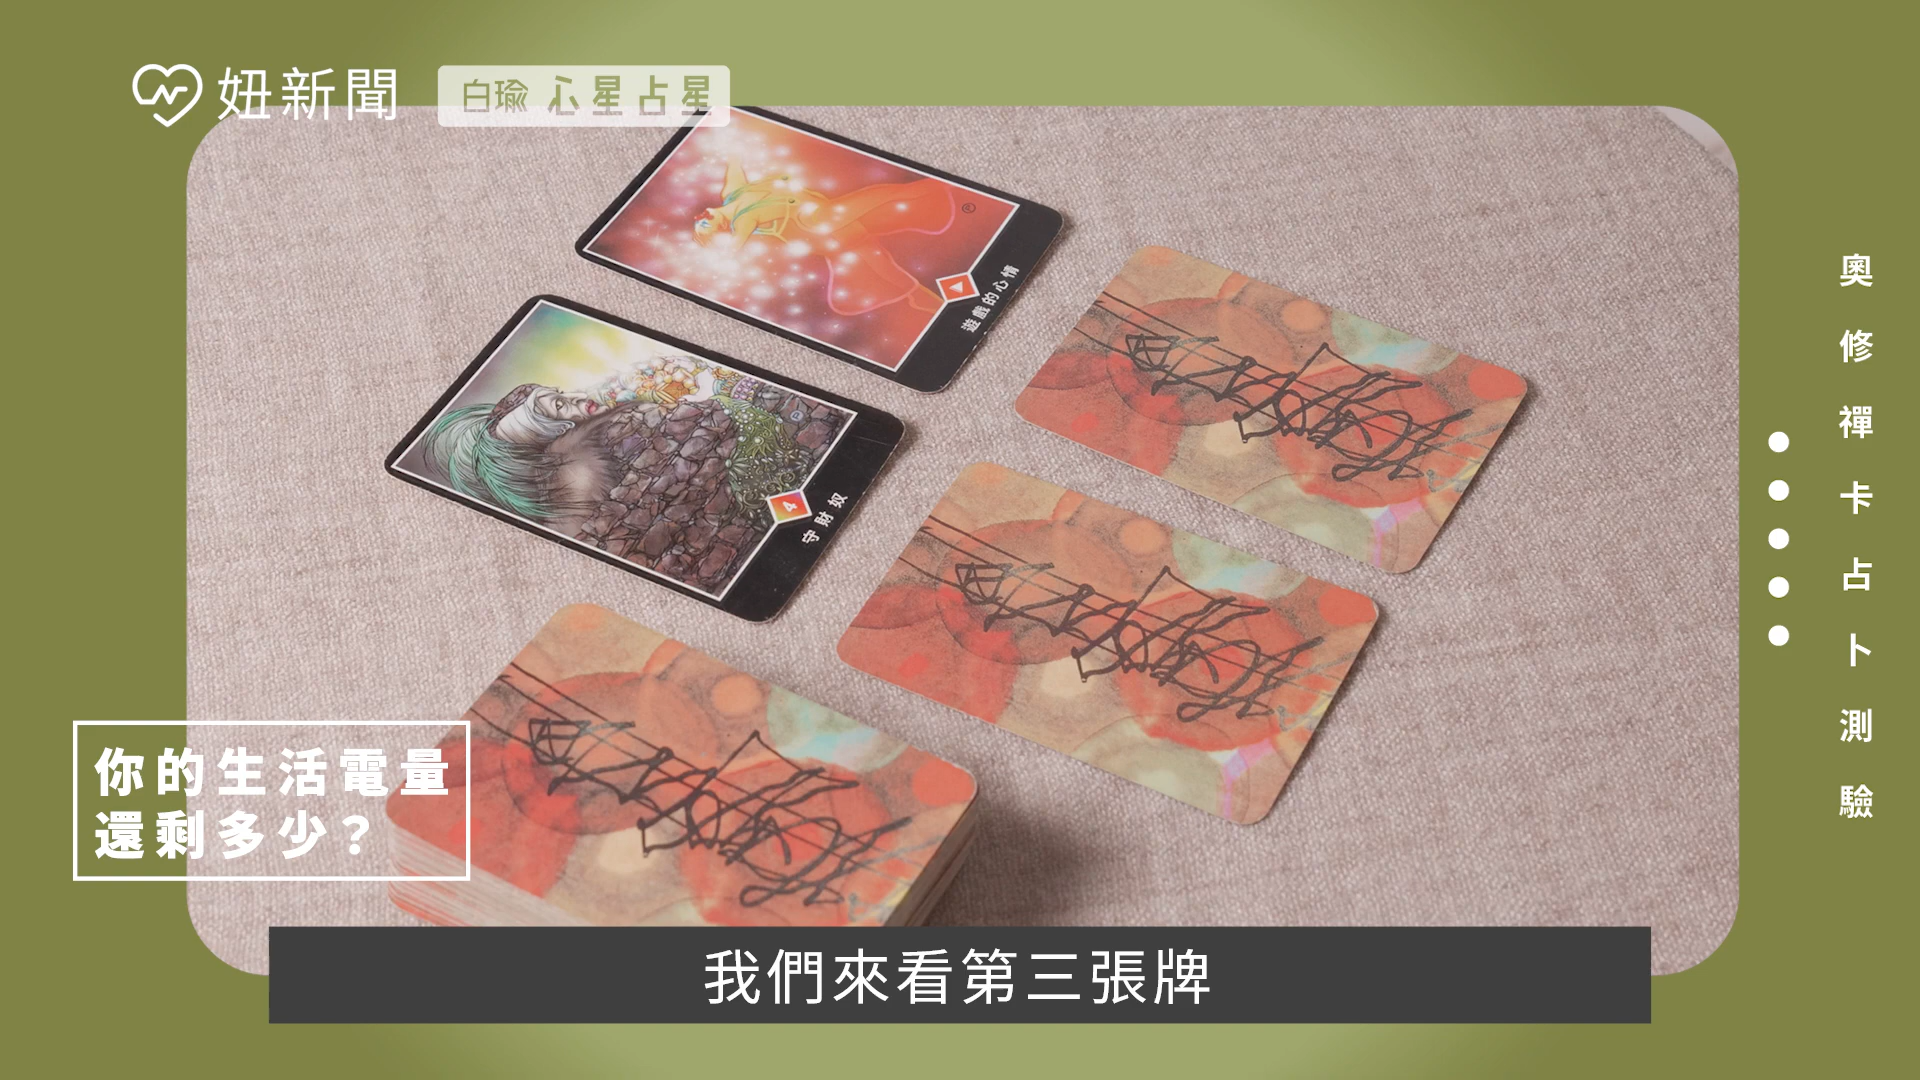 妞新聞
白瑜 心星占星
遊戲的心情
守財奴
4
奧修禪卡占卜測驗
你的生活電量
還剩多少?
我們來看第三張牌